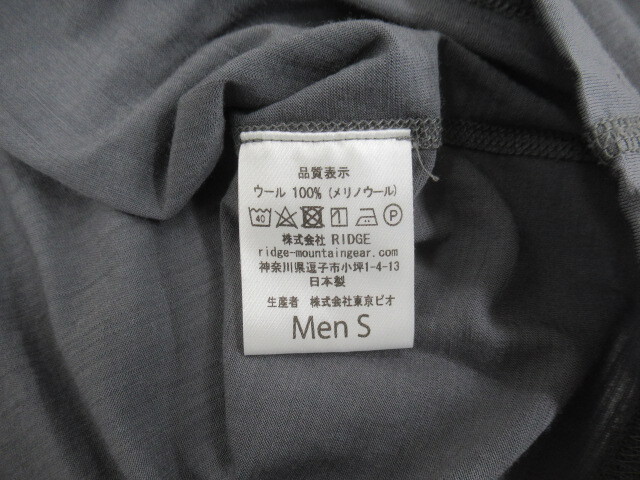 品質表示
ウール 100% (メリノウール)
40 P
株式会社 RIDGE
ridge-mountaingear.com
神奈川県逗子市小坪1-4-13
日本製
生産者 株式会社東京ビオ
Men S